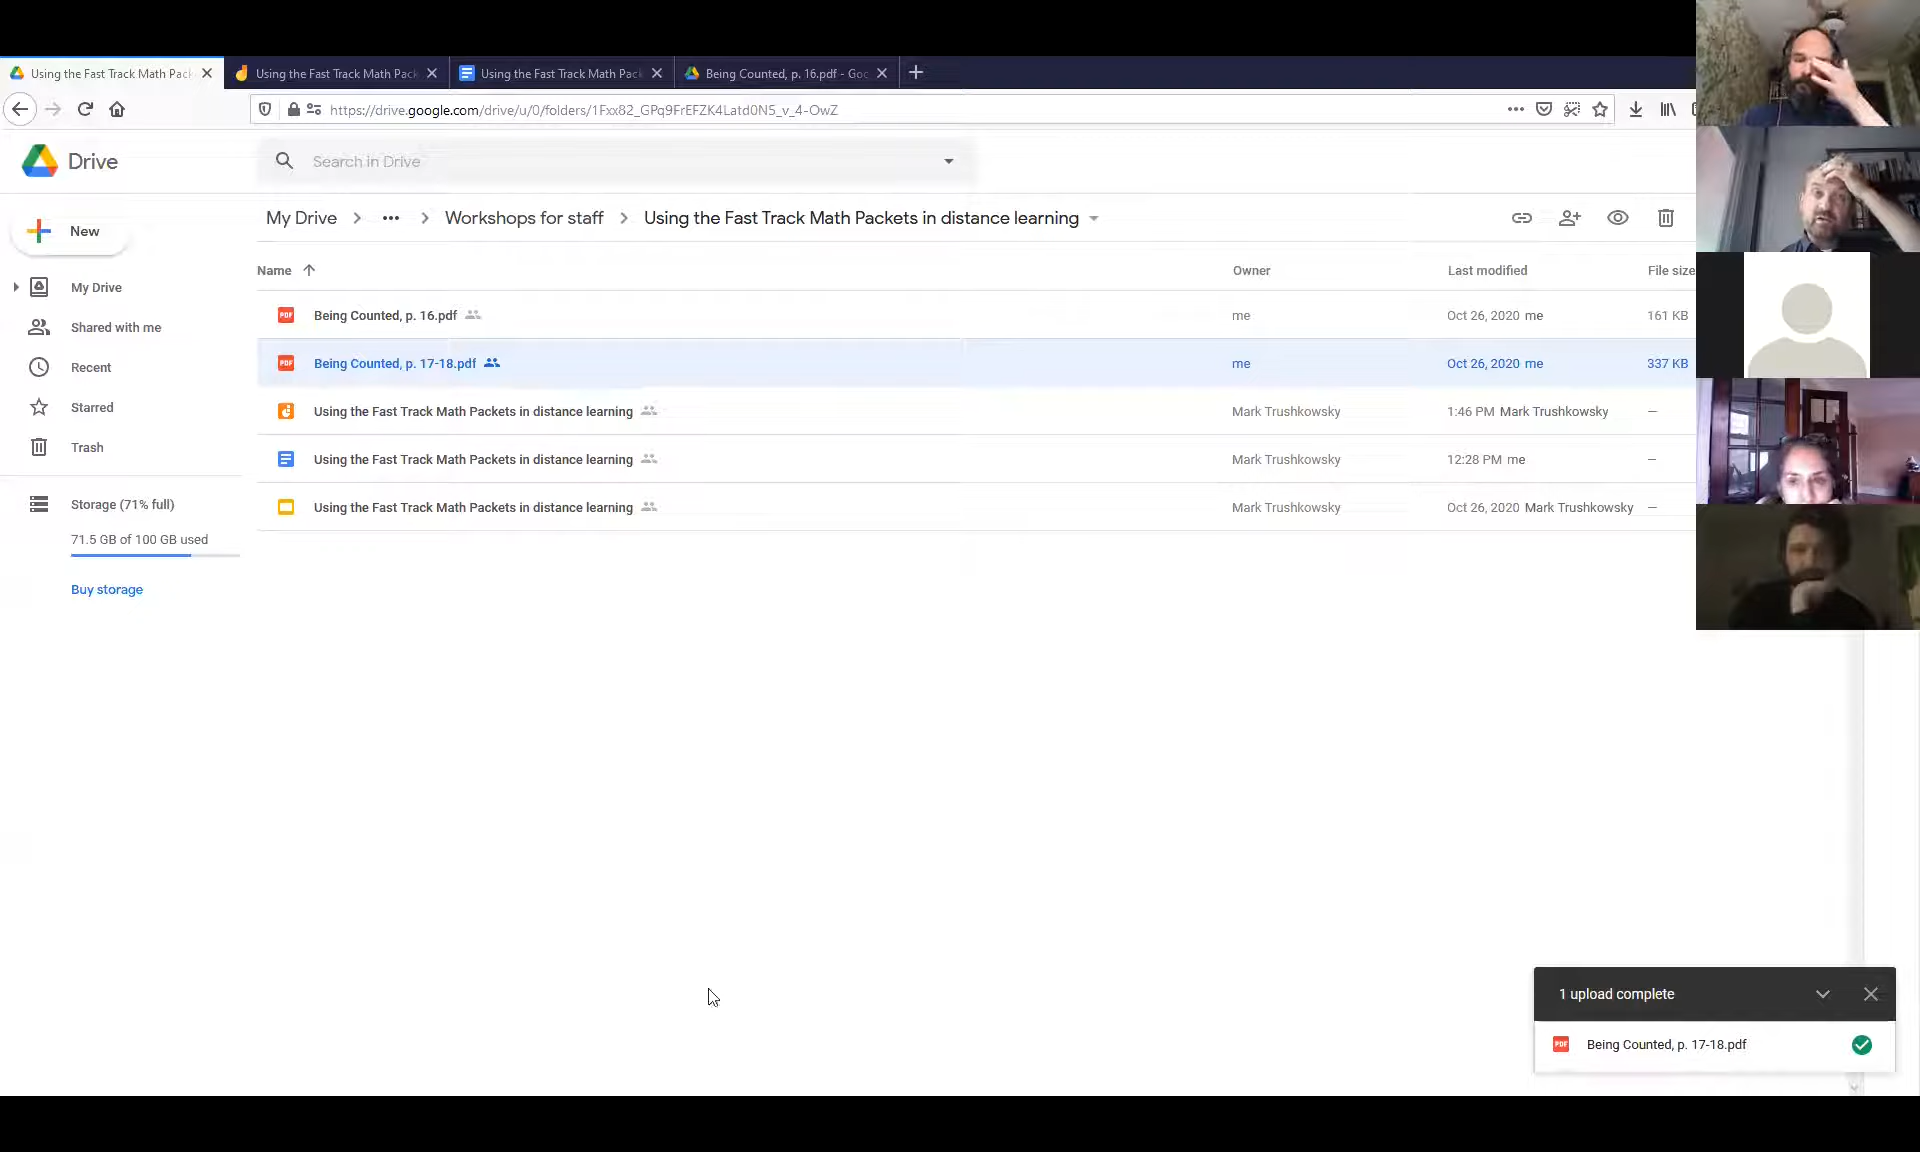 Using the Fast Track Math Pack
Using the Fast Track Math Pack
Using the Fast Track Math Pack
Being Counted, p. 16.pdf - Goo
https://drive.google.com/drive/u/0/folders/1Fxx82_GPq9FrEFZK4Latd0N5_v_4-OwZ
Drive
Search in Drive
New
My Drive
Shared with me
Recent
Starred
Trash
Storage (71% full)
71.5 GB of 100 GB used
Buy storage
My Drive > ••• > Workshops for staff > Using the Fast Track Math Packets in distance learning
Name Owner Last modified File size
PDF Being Counted, p. 16.pdf me Oct 26, 2020 me 161 KB
PDF Being Counted, p. 17-18.pdf me Oct 26, 2020 me 337 KB
Using the Fast Track Math Packets in distance learning Mark Trushkowsky 1:46 PM Mark Trushkowsky —
Using the Fast Track Math Packets in distance learning Mark Trushkowsky 12:28 PM me —
Using the Fast Track Math Packets in distance learning Mark Trushkowsky Oct 26, 2020 Mark Trushkowsky —
1 upload complete
PDF Being Counted, p. 17-18.pdf